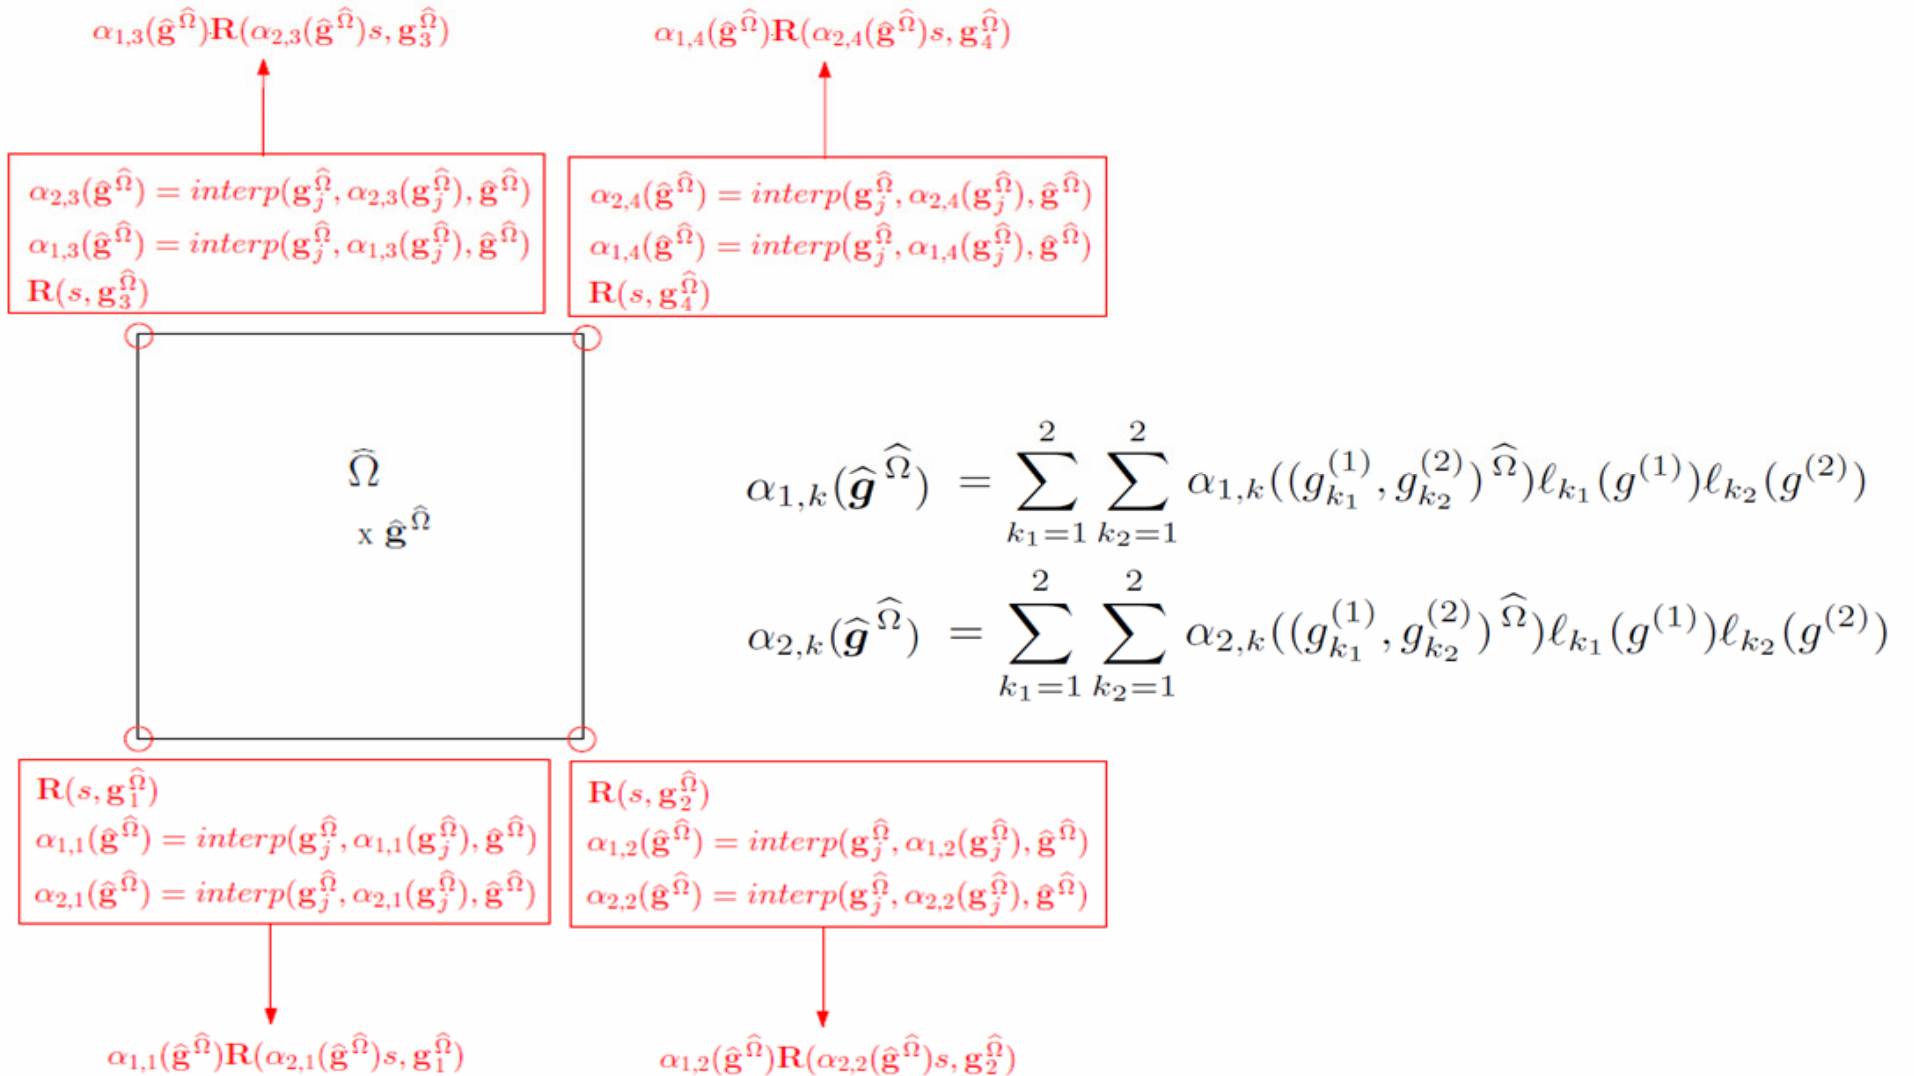 α_{1,3}(ĝ^{Ω̂})R(α_{2,3}(ĝ^{Ω̂})s, g_3^{Ω̂})
α_{1,4}(ĝ^{Ω̂})R(α_{2,4}(ĝ^{Ω̂})s, g_4^{Ω̂})
α_{2,3}(ĝ^{Ω̂}) = interp(g_j^{Ω̂}, α_{2,3}(g_j^{Ω̂}), ĝ^{Ω̂})
α_{1,3}(ĝ^{Ω̂}) = interp(g_j^{Ω̂}, α_{1,3}(g_j^{Ω̂}), ĝ^{Ω̂})
R(s, g_3^{Ω̂})
α_{2,4}(ĝ^{Ω̂}) = interp(g_j^{Ω̂}, α_{2,4}(g_j^{Ω̂}), ĝ^{Ω̂})
α_{1,4}(ĝ^{Ω̂}) = interp(g_j^{Ω̂}, α_{1,4}(g_j^{Ω̂}), ĝ^{Ω̂})
R(s, g_4^{Ω̂})
Ω̂
x ĝ^{Ω̂}
α_{1,k}(ĝ^{Ω̂}) = ∑_{k_1=1}^{2} ∑_{k_2=1}^{2} α_{1,k}((g_{k_1}^{(1)}, g_{k_2}^{(2)})^{Ω̂})ℓ_{k_1}(g^{(1)})ℓ_{k_2}(g^{(2)})
α_{2,k}(ĝ^{Ω̂}) = ∑_{k_1=1}^{2} ∑_{k_2=1}^{2} α_{2,k}((g_{k_1}^{(1)}, g_{k_2}^{(2)})^{Ω̂})ℓ_{k_1}(g^{(1)})ℓ_{k_2}(g^{(2)})
R(s, g_1^{Ω̂})
α_{1,1}(ĝ^{Ω̂}) = interp(g_j^{Ω̂}, α_{1,1}(g_j^{Ω̂}), ĝ^{Ω̂})
α_{2,1}(ĝ^{Ω̂}) = interp(g_j^{Ω̂}, α_{2,1}(g_j^{Ω̂}), ĝ^{Ω̂})
R(s, g_2^{Ω̂})
α_{1,2}(ĝ^{Ω̂}) = interp(g_j^{Ω̂}, α_{1,2}(g_j^{Ω̂}), ĝ^{Ω̂})
α_{2,2}(ĝ^{Ω̂}) = interp(g_j^{Ω̂}, α_{2,2}(g_j^{Ω̂}), ĝ^{Ω̂})
α_{1,1}(ĝ^{Ω̂})R(α_{2,1}(ĝ^{Ω̂})s, g_1^{Ω̂})
α_{1,2}(ĝ^{Ω̂})R(α_{2,2}(ĝ^{Ω̂})s, g_2^{Ω̂})